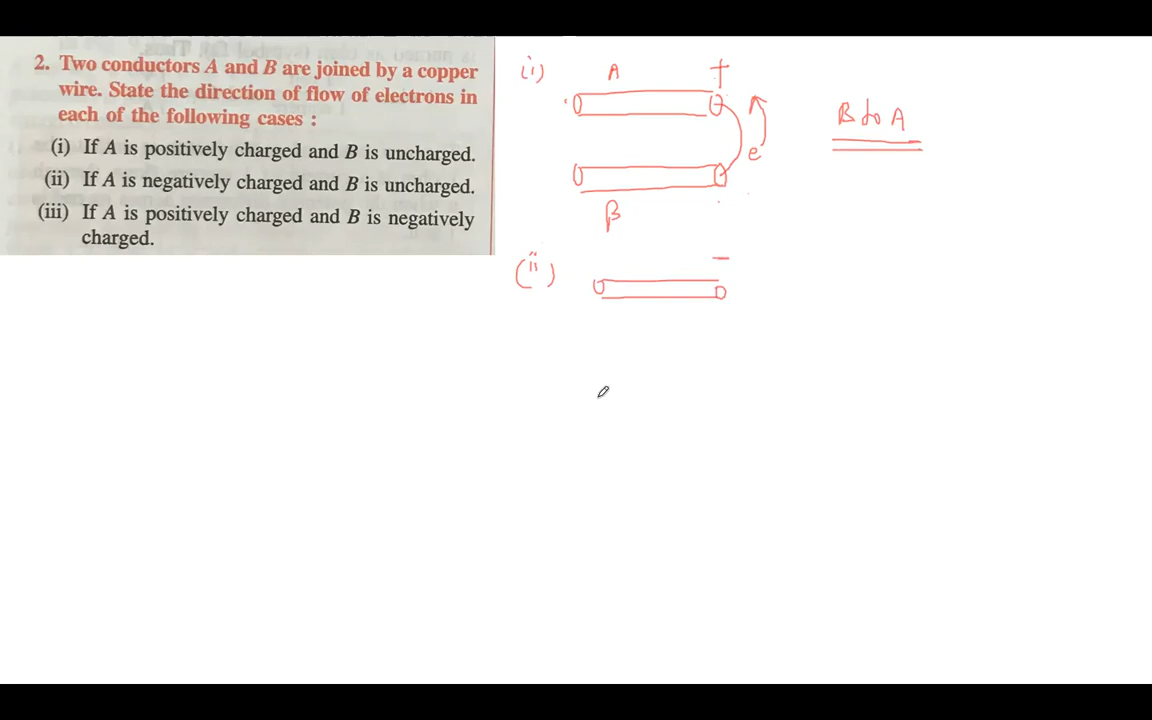 2. Two conductors A and B are joined by a copper
wire. State the direction of flow of electrons in
each of the following cases :
(i) If A is positively charged and B is uncharged.
(ii) If A is negatively charged and B is uncharged.
(iii) If A is positively charged and B is negatively
charged.
(i) A +
B to A
e
B
(ii) −